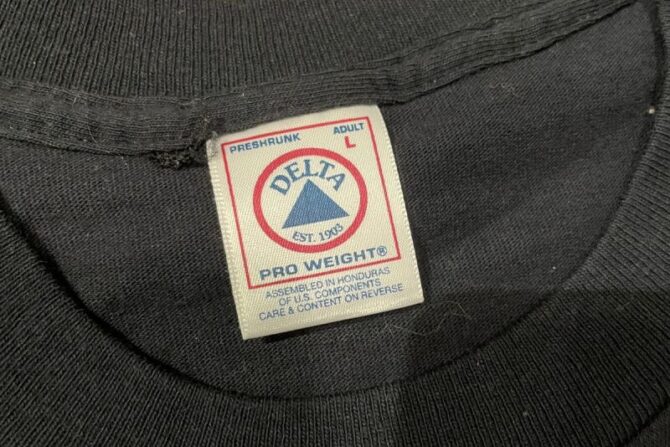 PRESHRUNK ADULT
L
DELTA
EST. 1903
PRO WEIGHT®
ASSEMBLED IN HONDURAS
OF U.S. COMPONENTS
CARE & CONTENT ON REVERSE